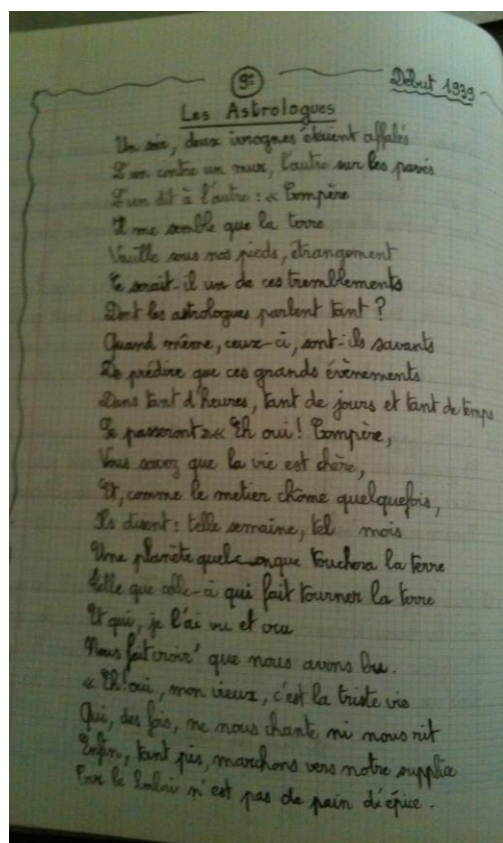 9e
Début 1939
Les Astrologues
Un soir, deux ivrognes étaient affalés
L'un contre un mur, l'autre sur les pavés
L'un dit à l'autre : « Compère
Il me semble que la terre
Vacille sous nos pieds, étrangement
Ce serait-il un de ces tremblements
Dont les astrologues parlent tant ?
Quand même, ceux-ci, sont-ils savants
De prédire que ces grands évènements
Dans tant d'heures, tant de jours et tant de temps
Se passeront » « Eh oui ! Compère,
Vous savez que la vie est chère,
Et, comme le metier chôme quelquefois,
Ils disent : telle semaine, tel mois
Une planète quelconque touchera la terre
Telle que celle-ci qui fait tourner la terre
Et qui, je l'ai vu et cru
Nous fait croir' que nous avons bu.
« Eh! oui, mon vieux, c'est la triste vie
Qui, des fois, ne nous chante ni nous rit
Enfin, tant pis, marchons vers notre supplice
Car le balai n'est pas de pain d'épice.